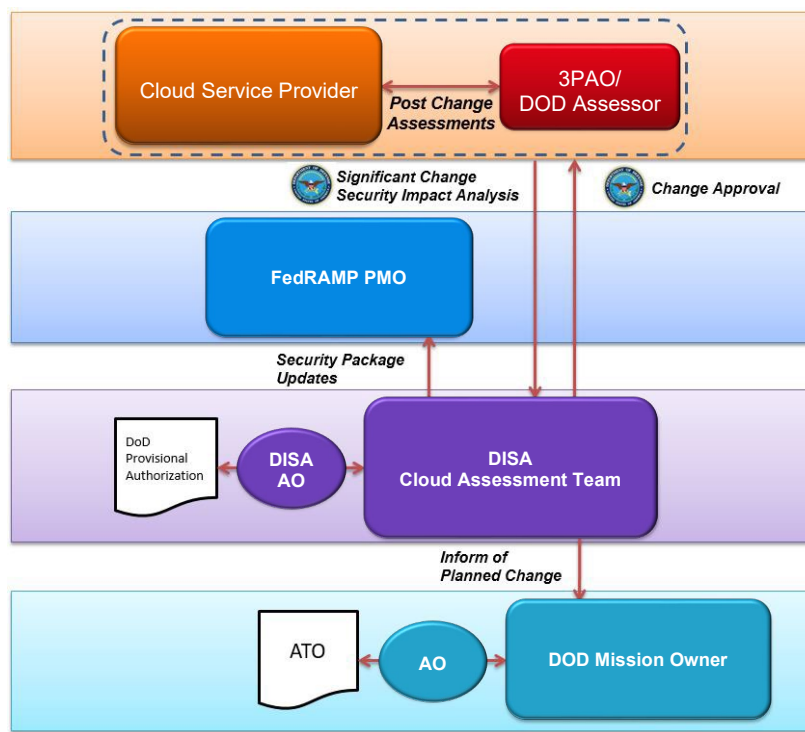 Cloud Service Provider
Post Change
Assessments
3PAO/
DOD Assessor
Significant Change
Security Impact Analysis
Change Approval
FedRAMP PMO
Security Package
Updates
DoD
Provisional
Authorization
DISA
AO
DISA
Cloud Assessment Team
Inform of
Planned Change
ATO
AO
DOD Mission Owner